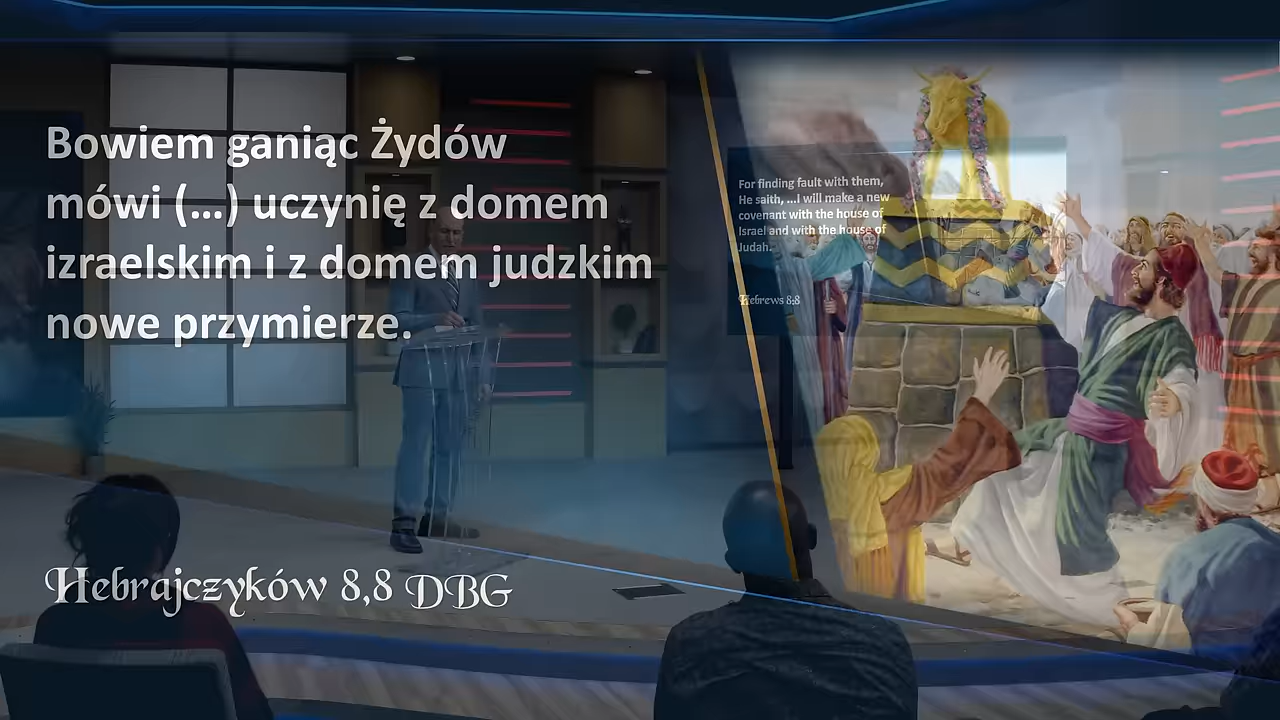 Bowiem ganiąc Żydów
mówi (...) uczynię z domem
izraelskim i z domem judzkim
nowe przymierze.
Hebrajczyków 8,8 DBG
For finding fault with them,
He saith, ...I will make a new
covenant with the house of
Israel and with the house of
Judah.
Hebrews 8:8